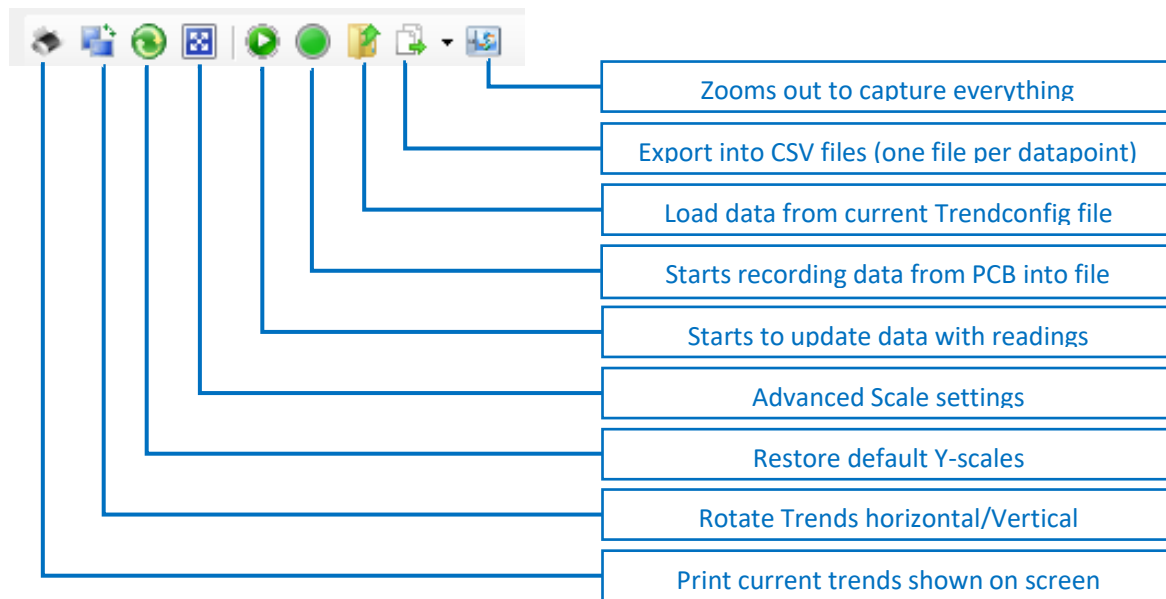 Zooms out to capture everything
Export into CSV files (one file per datapoint)
Load data from current Trendconfig file
Starts recording data from PCB into file
Starts to update data with readings
Advanced Scale settings
Restore default Y-scales
Rotate Trends horizontal/Vertical
Print current trends shown on screen